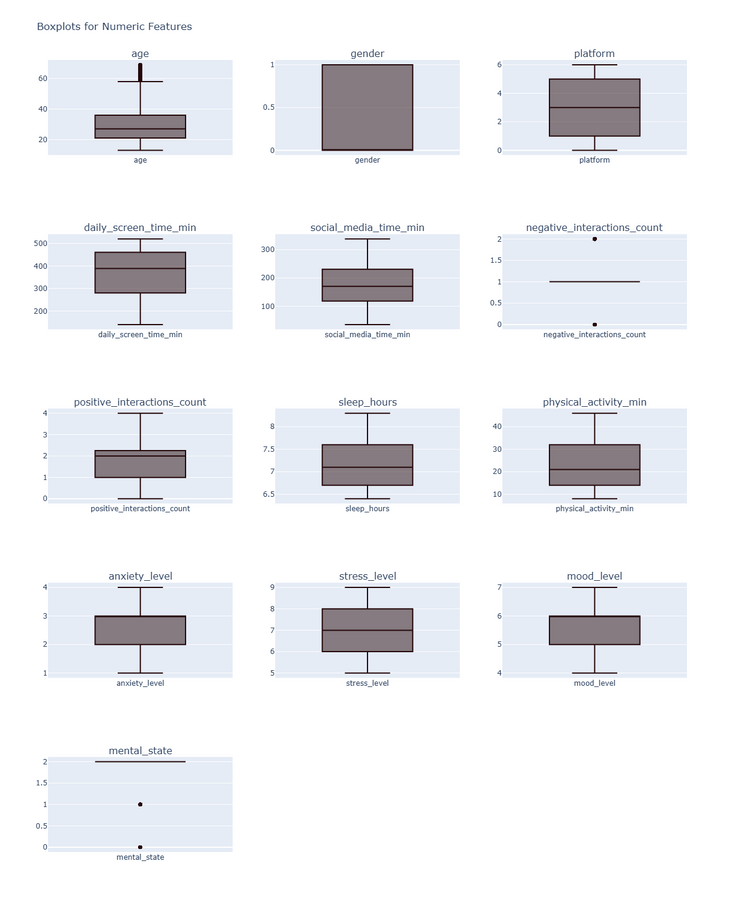 Boxplots for Numeric Features
age
gender
platform
60
40
20
age
1
0.5
0
gender
6
4
2
0
platform
daily_screen_time_min
social_media_time_min
negative_interactions_count
500
400
300
200
daily_screen_time_min
300
200
100
social_media_time_min
2
1.5
1
0.5
0
negative_interactions_count
positive_interactions_count
sleep_hours
physical_activity_min
4
3
2
1
0
positive_interactions_count
8
7.5
7
6.5
sleep_hours
40
30
20
10
physical_activity_min
anxiety_level
stress_level
mood_level
4
3
2
1
anxiety_level
9
8
7
6
5
stress_level
7
6
5
4
mood_level
mental_state
2
1.5
1
0.5
0
mental_state